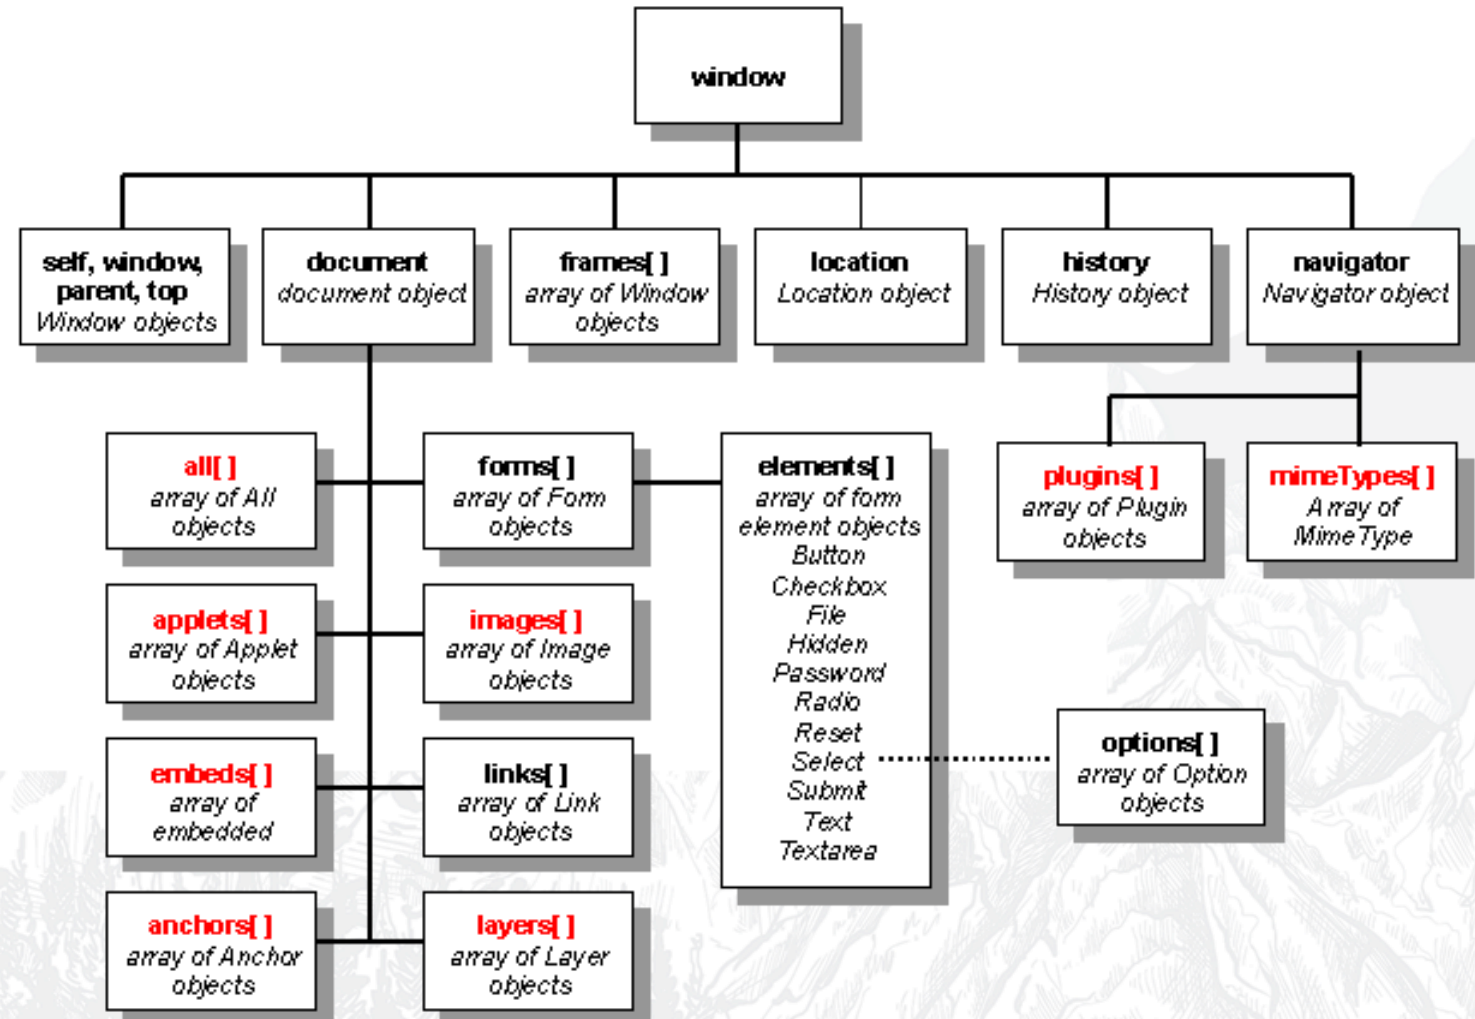 window
self, window,
parent, top
Window objects
document
document object
frames[ ]
array of Window
objects
location
Location object
history
History object
navigator
Navigator object
all[ ]
array of All
objects
forms[ ]
array of Form
objects
elements[ ]
array of form
element objects
Button
Checkbox
File
Hidden
Password
Radio
Reset
Select
Submit
Text
Textarea
plugins[ ]
array of Plugin
objects
mimeTypes[ ]
Array of
MimeType
applets[ ]
array of Applet
objects
images[ ]
array of Image
objects
options[ ]
array of Option
objects
embeds[ ]
array of
embedded
links[ ]
array of Link
objects
anchors[ ]
array of Anchor
objects
layers[ ]
array of Layer
objects